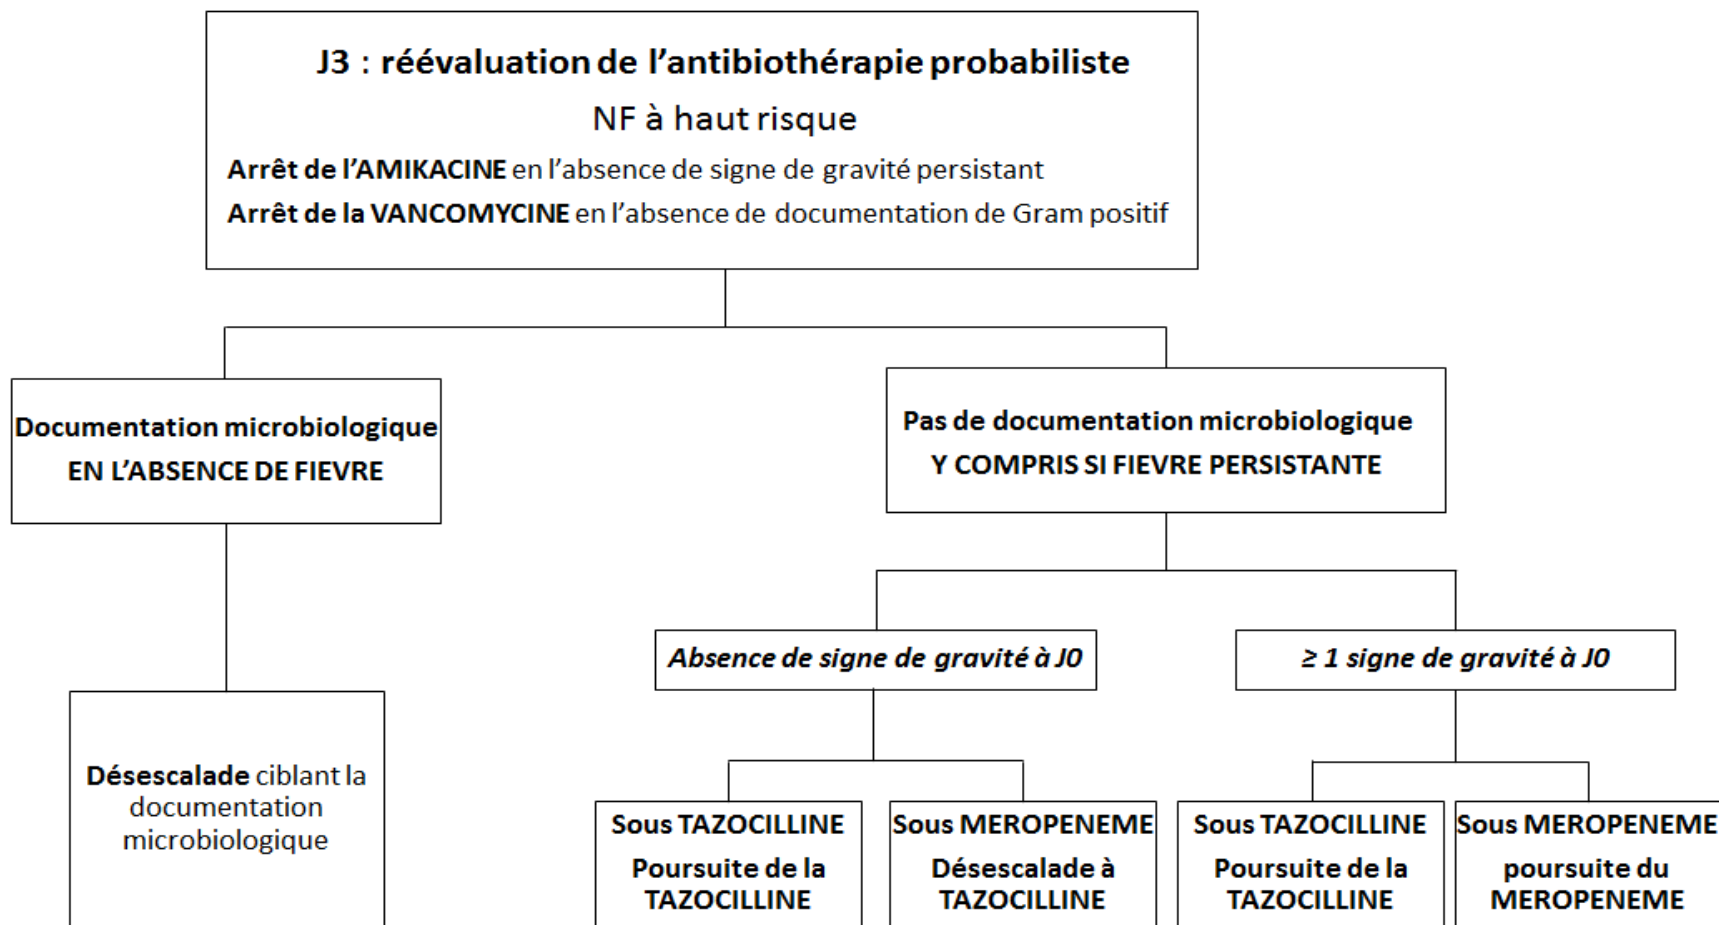 J3 : réévaluation de l'antibiothérapie probabiliste
NF à haut risque
Arrêt de l'AMIKACINE en l'absence de signe de gravité persistant
Arrêt de la VANCOMYCINE en l'absence de documentation de Gram positif
Documentation microbiologique
EN L'ABSENCE DE FIEVRE
Pas de documentation microbiologique
Y COMPRIS SI FIEVRE PERSISTANTE
Absence de signe de gravité à J0
≥ 1 signe de gravité à J0
Désescalade ciblant la
documentation
microbiologique
Sous TAZOCILLINE
Poursuite de la
TAZOCILLINE
Sous MEROPENEME
Désescalade à
TAZOCILLINE
Sous TAZOCILLINE
Poursuite de la
TAZOCILLINE
Sous MEROPENEME
poursuite du
MEROPENEME